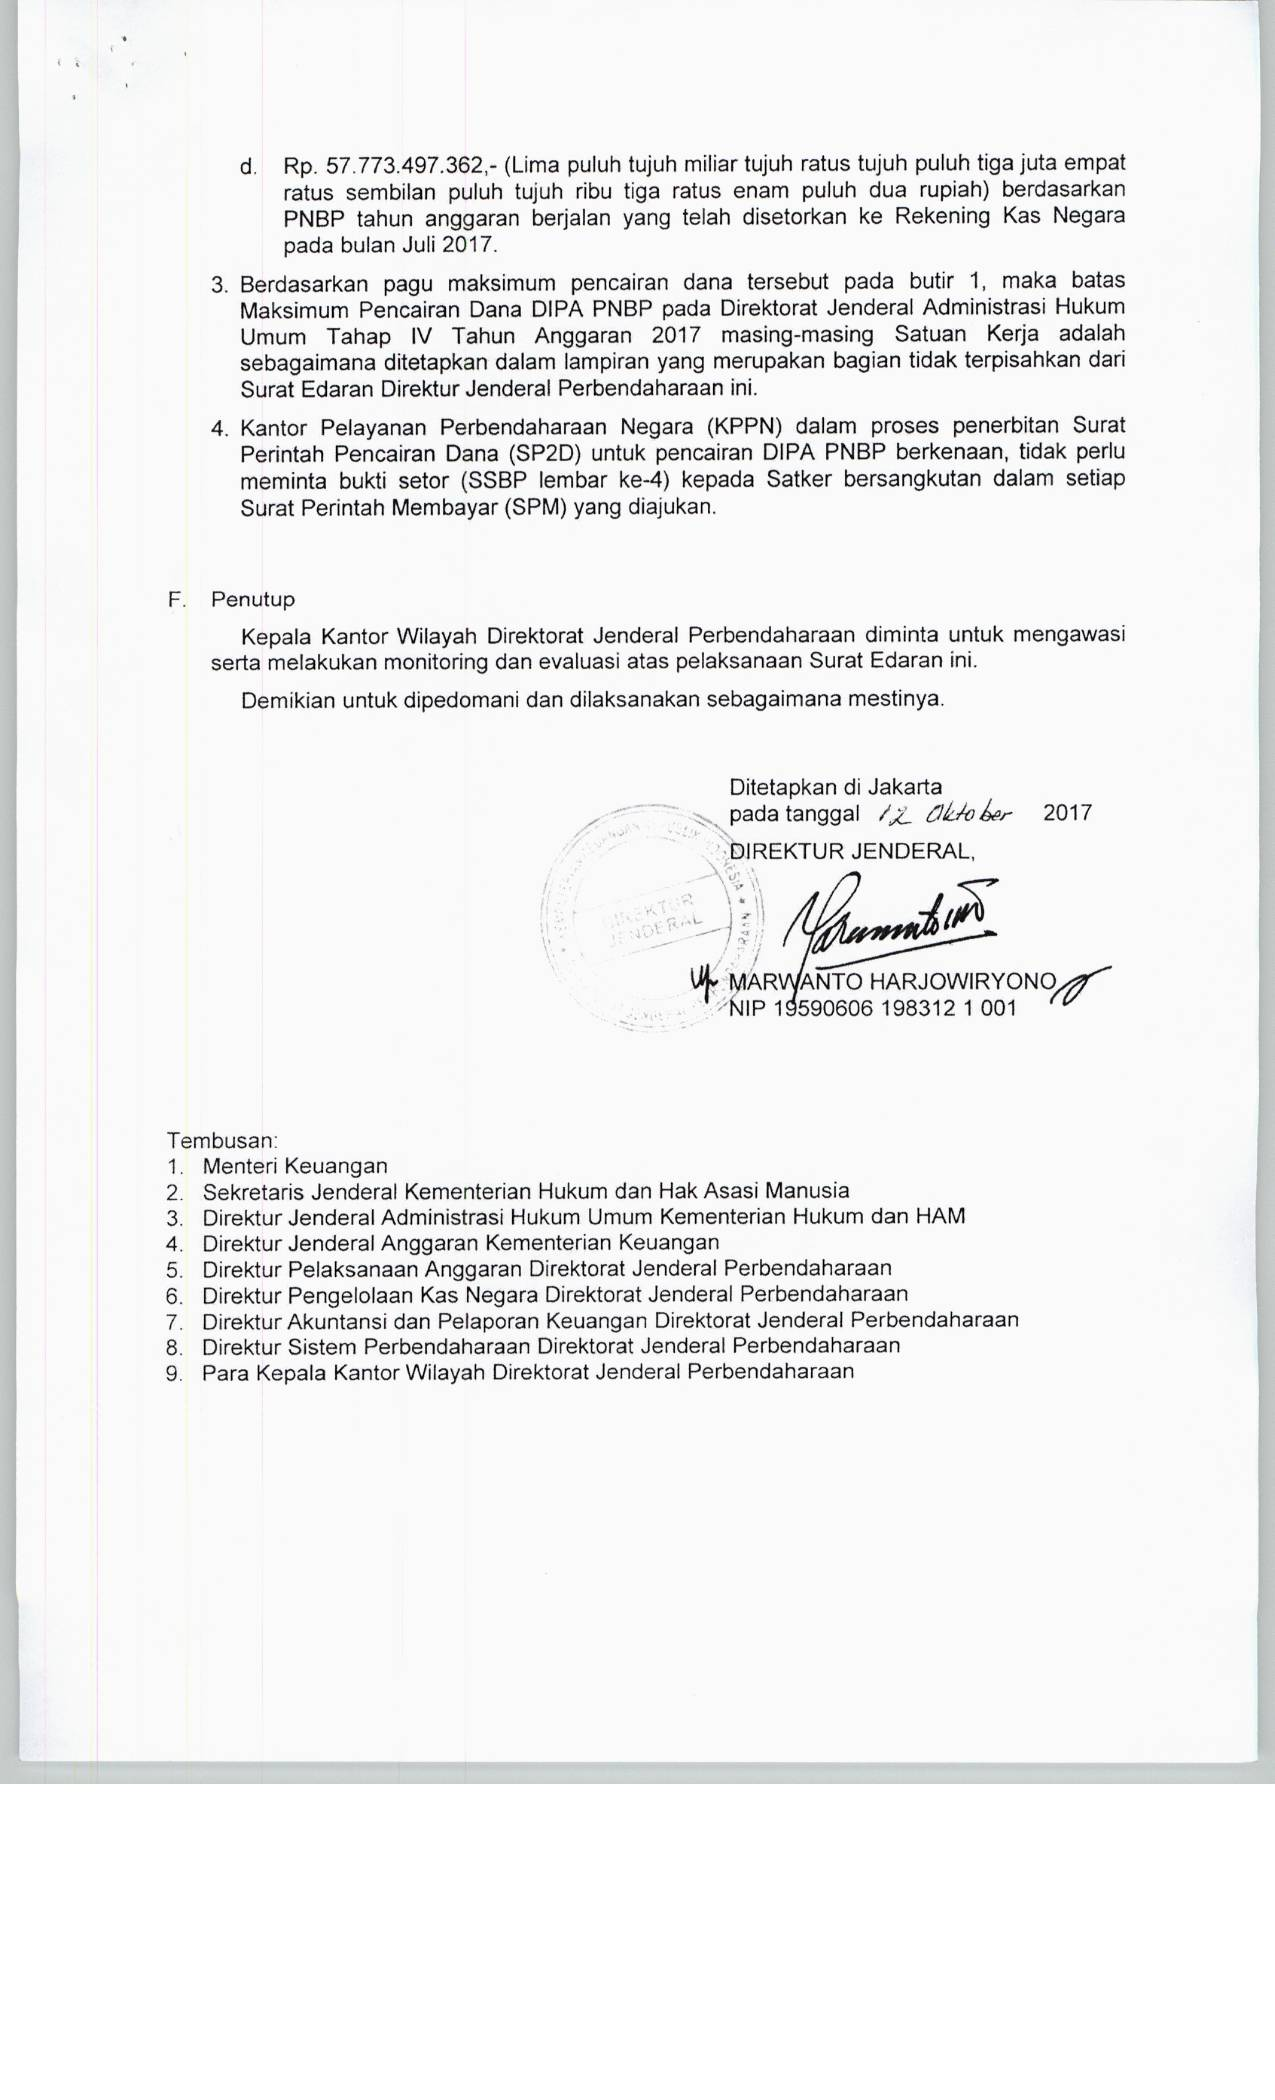 d. Rp. 57.773.497.362,- (Lima puluh tujuh miliar tujuh ratus tujuh puluh tiga juta empat
ratus sembilan puluh tujuh ribu tiga ratus enam puluh dua rupiah) berdasarkan
PNBP tahun anggaran berjalan yang telah disetorkan ke Rekening Kas Negara
pada bulan Juli 2017.
3. Berdasarkan pagu maksimum pencairan dana tersebut pada butir 1, maka batas
Maksimum Pencairan Dana DIPA PNBP pada Direktorat Jenderal Administrasi Hukum
Umum Tahap IV Tahun Anggaran 2017 masing-masing Satuan Kerja adalah
sebagaimana ditetapkan dalam lampiran yang merupakan bagian tidak terpisahkan dari
Surat Edaran Direktur Jenderal Perbendaharaan ini.
4. Kantor Pelayanan Perbendaharaan Negara (KPPN) dalam proses penerbitan Surat
Perintah Pencairan Dana (SP2D) untuk pencairan DIPA PNBP berkenaan, tidak perlu
meminta bukti setor (SSBP lembar ke-4) kepada Satker bersangkutan dalam setiap
Surat Perintah Membayar (SPM) yang diajukan.
F. Penutup
Kepala Kantor Wilayah Direktorat Jenderal Perbendaharaan diminta untuk mengawasi
serta melakukan monitoring dan evaluasi atas pelaksanaan Surat Edaran ini.
Demikian untuk dipedomani dan dilaksanakan sebagaimana mestinya.
Ditetapkan di Jakarta
pada tanggal 12 Oktober 2017
DIREKTUR JENDERAL,
DIREKTUR
JENDERAL
MARWANTO HARJOWIRYONO
NIP 19590606 198312 1 001
Tembusan:
1. Menteri Keuangan
2. Sekretaris Jenderal Kementerian Hukum dan Hak Asasi Manusia
3. Direktur Jenderal Administrasi Hukum Umum Kementerian Hukum dan HAM
4. Direktur Jenderal Anggaran Kementerian Keuangan
5. Direktur Pelaksanaan Anggaran Direktorat Jenderal Perbendaharaan
6. Direktur Pengelolaan Kas Negara Direktorat Jenderal Perbendaharaan
7. Direktur Akuntansi dan Pelaporan Keuangan Direktorat Jenderal Perbendaharaan
8. Direktur Sistem Perbendaharaan Direktorat Jenderal Perbendaharaan
9. Para Kepala Kantor Wilayah Direktorat Jenderal Perbendaharaan